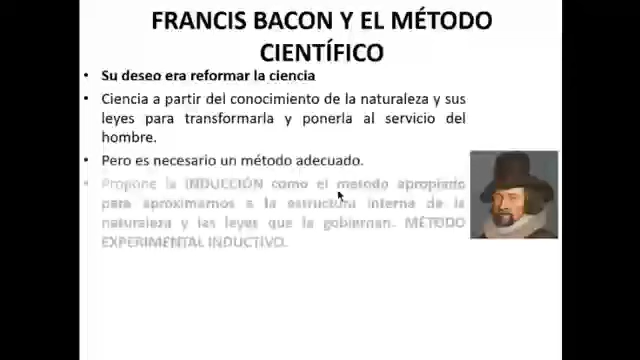 FRANCIS BACON Y EL MÉTODO
CIENTÍFICO
• Su deseo era reformar la ciencia
• Ciencia a partir del conocimiento de la naturaleza y sus
leyes para transformarla y ponerla al servicio del
hombre.
• Pero es necesario un método adecuado.
• Propone la INDUCCIÓN como el metodo apropiado
para aproximarnos a la estructura interna de la
naturaleza y las leyes que la gobiernan. MÉTODO
EXPERIMENTAL INDUCTIVO.